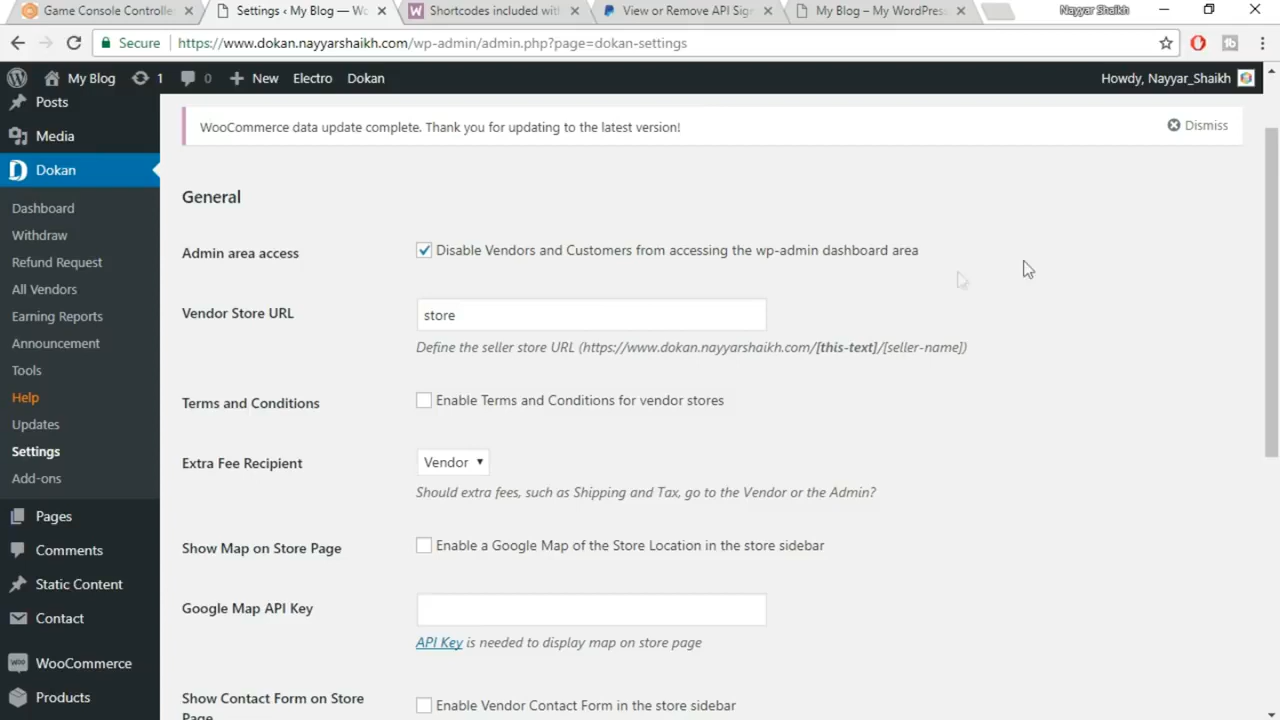 Game Console Controller
Settings ‹ My Blog — Wo
Shortcodes included with
View or Remove API Sig
My Blog – My WordPress
Nayyar Shaikh
Secure
https://www.dokan.nayyarshaikh.com/wp-admin/admin.php?page=dokan-settings
My Blog
1
0
New
Electro
Dokan
Howdy, Nayyar_Shaikh
Posts
Media
Dokan
Dashboard
Withdraw
Refund Request
All Vendors
Earning Reports
Announcement
Tools
Help
Updates
Settings
Add-ons
Pages
Comments
Static Content
Contact
WooCommerce
Products
WooCommerce data update complete. Thank you for updating to the latest version!
Dismiss
General
Admin area access
Disable Vendors and Customers from accessing the wp-admin dashboard area
Vendor Store URL
store
Define the seller store URL (https://www.dokan.nayyarshaikh.com/[this-text]/[seller-name])
Terms and Conditions
Enable Terms and Conditions for vendor stores
Extra Fee Recipient
Vendor
Should extra fees, such as Shipping and Tax, go to the Vendor or the Admin?
Show Map on Store Page
Enable a Google Map of the Store Location in the store sidebar
Google Map API Key
API Key is needed to display map on store page
Show Contact Form on Store
Page
Enable Vendor Contact Form in the store sidebar